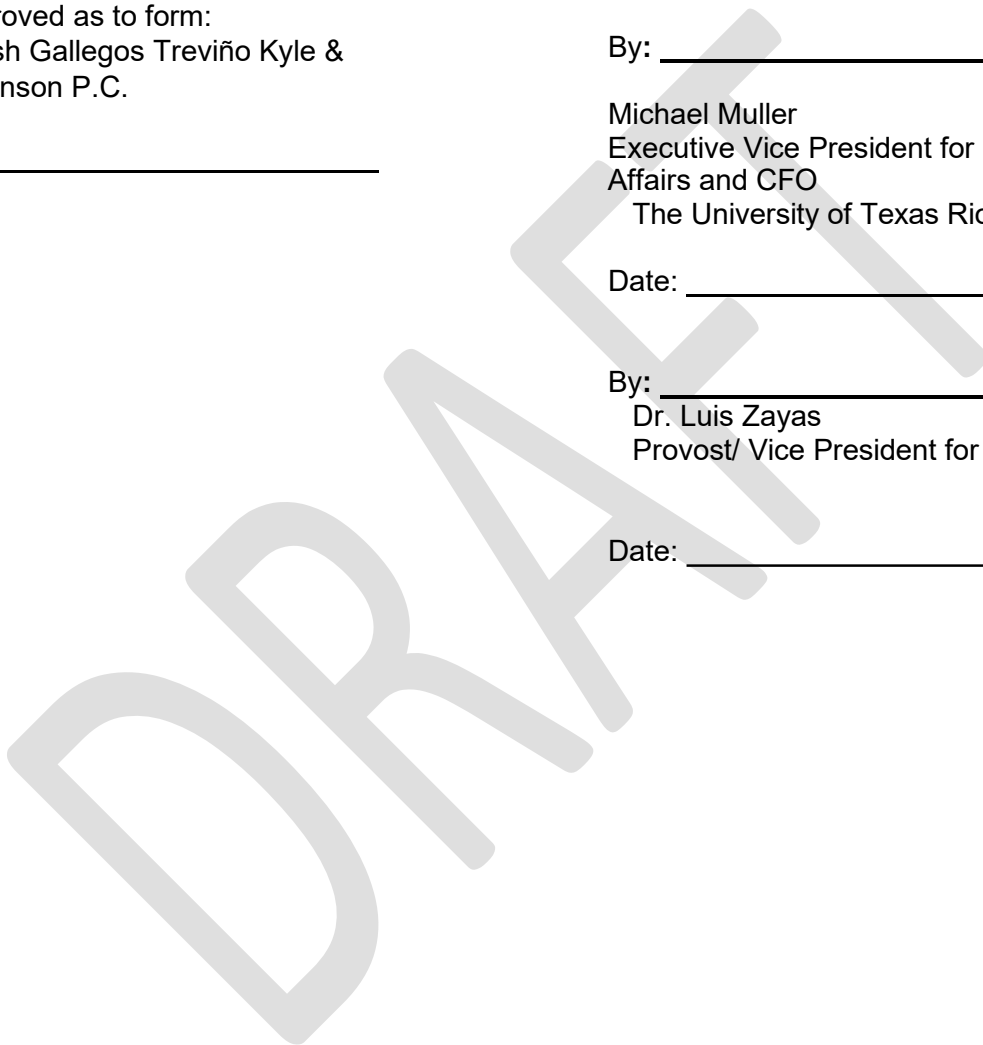 roved as to form:
sh Gallegos Treviño Kyle &
nson P.C.
By:
Michael Muller
Executive Vice President for
Affairs and CFO
The University of Texas
Date:
By:
Dr. Luis Zayas
Provost/ Vice President for
Date:
DRAFT